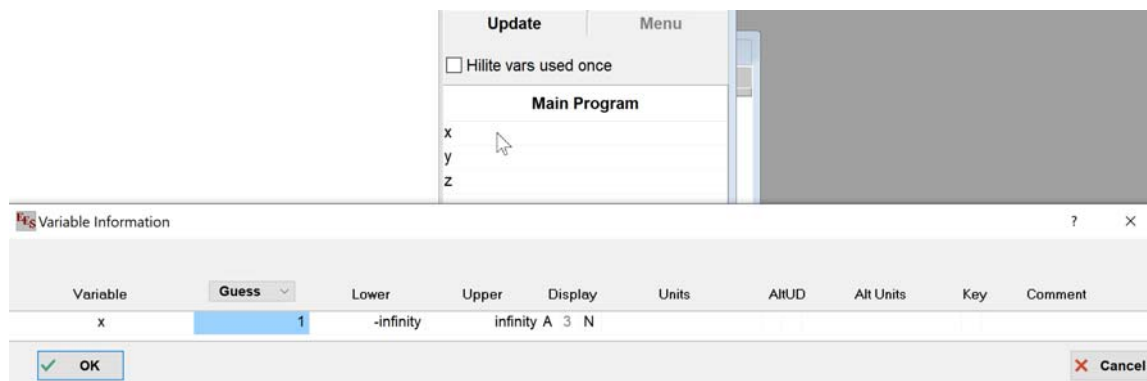 Update Menu
Hilite vars used once
Main Program
x
y
z
EES Variable Information ? ×
Variable Guess Lower Upper Display Units AltUD Alt Units Key Comment
x 1 -infinity infinity A 3 N
OK Cancel